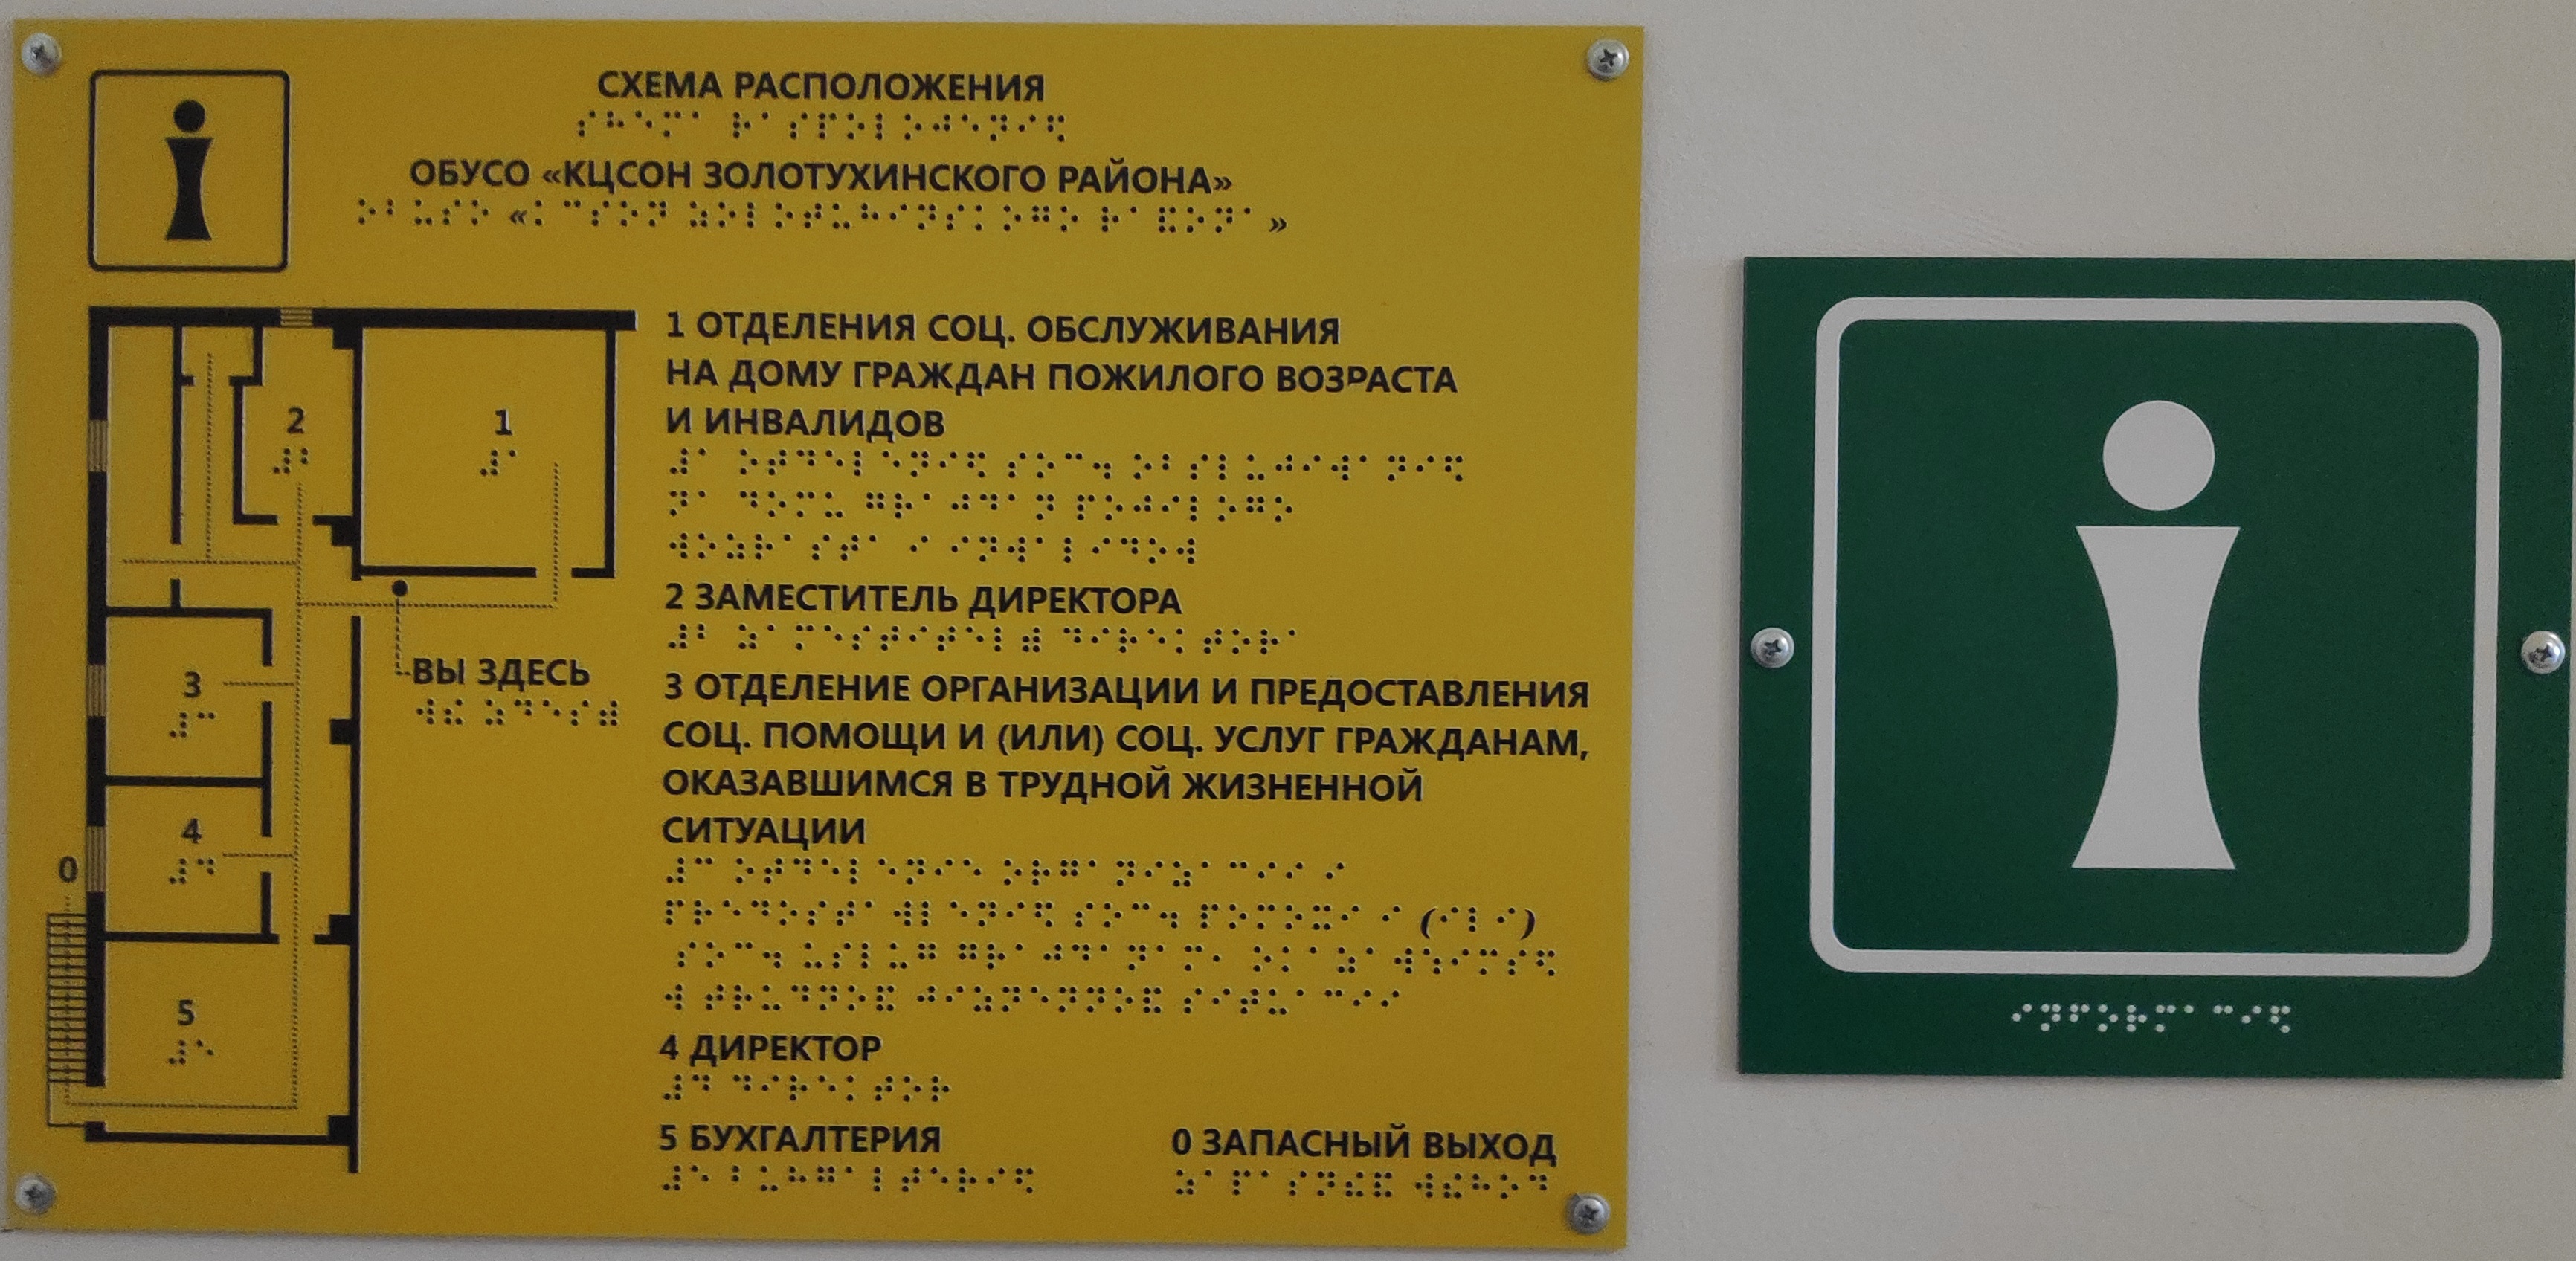 СХЕМА РАСПОЛОЖЕНИЯ
⠎⠓⠑⠍⠁ ⠗⠁⠎⠏⠕⠇⠕⠚⠑⠝⠊⠫
ОБУСО «КЦСОН ЗОЛОТУХИНСКОГО РАЙОНА»
⠕⠃⠥⠎⠕ «⠅⠉⠎⠕⠝ ⠵⠕⠇⠕⠞⠥⠓⠊⠝⠎⠅⠕⠛⠕ ⠗⠁⠯⠕⠝⠁»
1 ОТДЕЛЕНИЯ СОЦ. ОБСЛУЖИВАНИЯ
НА ДОМУ ГРАЖДАН ПОЖИЛОГО ВОЗРАСТА
И ИНВАЛИДОВ
⠼⠁ ⠕⠞⠙⠑⠇⠑⠝⠊⠫ ⠎⠕⠉⠲ ⠕⠃⠎⠇⠥⠚⠊⠺⠁⠝⠊⠫
⠝⠁ ⠙⠕⠍⠥ ⠛⠗⠁⠚⠙⠁⠝ ⠏⠕⠚⠊⠇⠕⠛⠕
⠺⠕⠵⠗⠁⠎⠞⠁ ⠊ ⠊⠝⠺⠁⠇⠊⠙⠕⠺
2 ЗАМЕСТИТЕЛЬ ДИРЕКТОРА
⠼⠃ ⠵⠁⠍⠑⠎⠞⠊⠞⠑⠇⠾ ⠙⠊⠗⠑⠅⠞⠕⠗⠁
3 ОТДЕЛЕНИЕ ОРГАНИЗАЦИИ И ПРЕДОСТАВЛЕНИЯ
СОЦ. ПОМОЩИ И (ИЛИ) СОЦ. УСЛУГ ГРАЖДАНАМ,
ОКАЗАВШИМСЯ В ТРУДНОЙ ЖИЗНЕННОЙ
СИТУАЦИИ
⠼⠉ ⠕⠞⠙⠑⠇⠑⠝⠊⠑ ⠕⠗⠛⠁⠝⠊⠵⠁⠉⠊⠊ ⠊
⠏⠗⠑⠙⠕⠎⠞⠁⠺⠇⠑⠝⠊⠫ ⠎⠕⠉⠲ ⠏⠕⠍⠕⠭⠊ ⠊ (⠊⠇⠊)
⠎⠕⠉⠲ ⠥⠎⠇⠥⠛ ⠛⠗⠁⠚⠙⠁⠝⠁⠍⠂ ⠕⠅⠁⠵⠁⠺⠱⠊⠍⠎⠫
⠺ ⠞⠗⠥⠙⠝⠕⠯ ⠚⠊⠵⠝⠑⠝⠝⠕⠯ ⠎⠊⠞⠥⠁⠉⠊⠊
4 ДИРЕКТОР
⠼⠙ ⠙⠊⠗⠑⠅⠞⠕⠗
5 БУХГАЛТЕРИЯ
⠼⠑ ⠃⠥⠓⠛⠁⠇⠞⠑⠗⠊⠫
0 ЗАПАСНЫЙ ВЫХОД
⠵⠁⠏⠁⠎⠝⠮⠯ ⠺⠮⠓⠕⠙
2
⠼⠃
1
⠼⠁
ВЫ ЗДЕСЬ
⠺⠮ ⠵⠙⠑⠎⠾
3
⠼⠉
4
⠼⠙
0
5
⠼⠑
⠊⠝⠋⠕⠗⠍⠁⠉⠊⠫